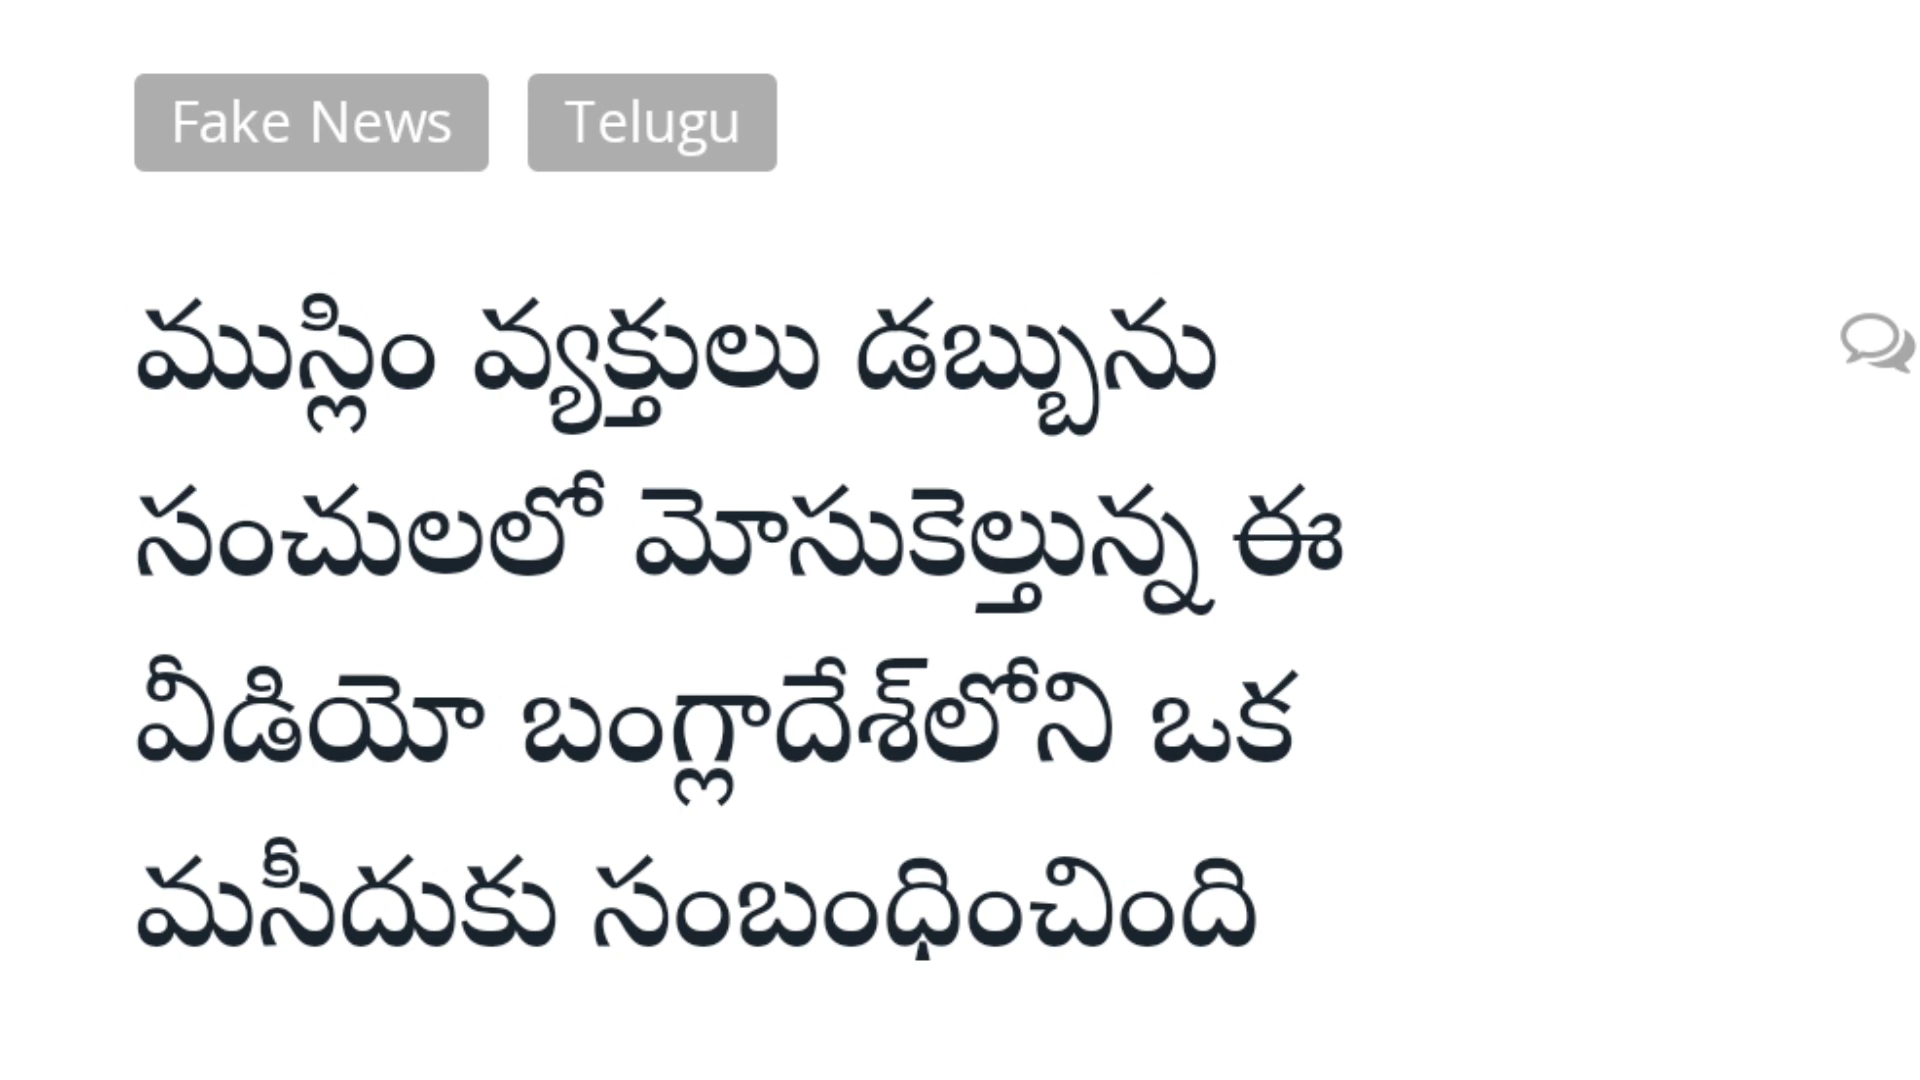 Fake News Telugu
ముస్లిం వ్యక్తులు డబ్బును
సంచులలో మోసుకెల్తున్న ఈ
వీడియో బంగ్లాదేశ్‌లోని ఒక
మసీదుకు సంబంధించింది